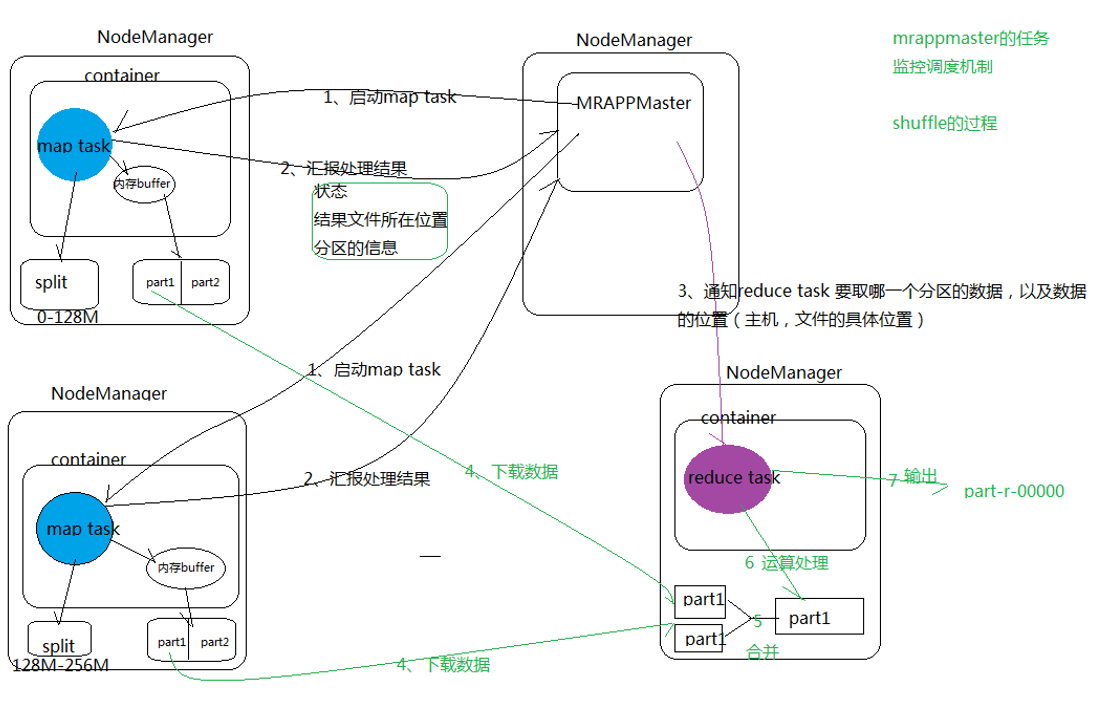 NodeManager
container
map task
内存buffer
split
part1
part2
0-128M
1、启动map task
2、汇报处理结果
状态
结果文件所在位置
分区的信息
NodeManager
MRAPPMaster
mrappmaster的任务
监控调度机制
shuffle的过程
3、通知reduce task 要取哪一个分区的数据，以及数据
的位置（主机，文件的具体位置）
NodeManager
container
map task
内存buffer
split
part1
part2
128M-256M
1、启动map task
2、汇报处理结果
4、下载数据
4、下载数据
NodeManager
container
reduce task
7 输出
part-r-00000
6 运算处理
part1
part1
5
合并
part1